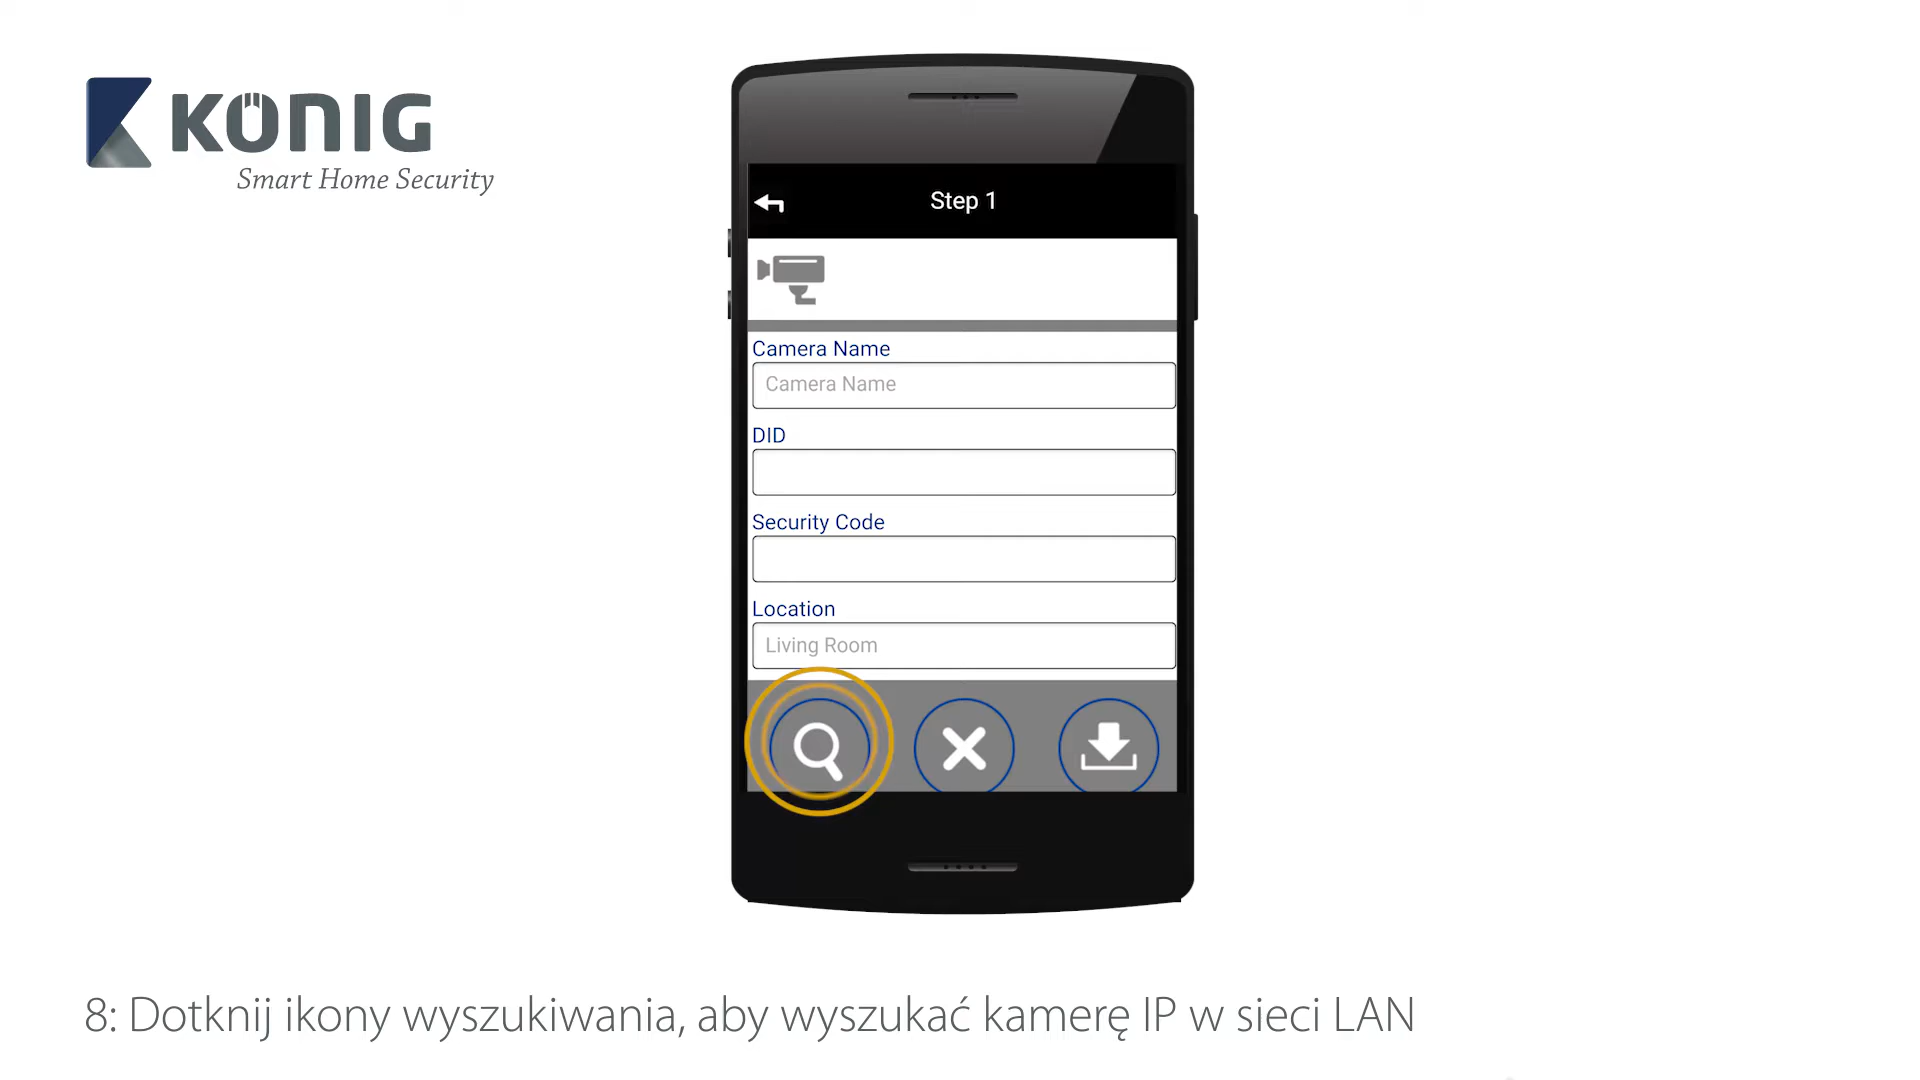 KÖNIG
Smart Home Security
Step 1
Camera Name
Camera Name
DID
Security Code
Location
Living Room
8: Dotknij ikony wyszukiwania, aby wyszukać kamerę IP w sieci LAN